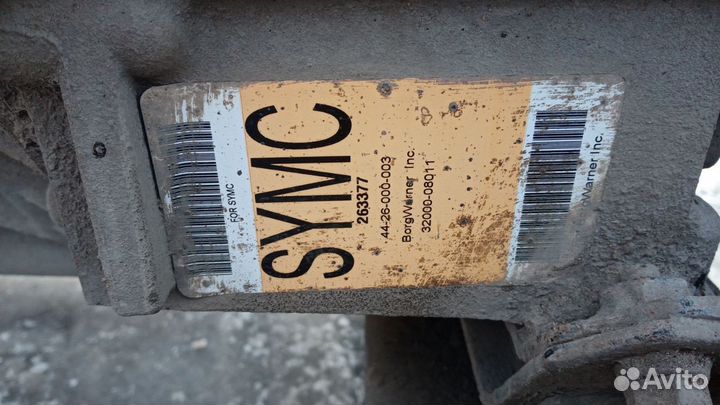 FOR SYMC
SYMC
263377
44-26-000-003
BorgWarner Inc.
32000-08011
Warner Inc.
Avito